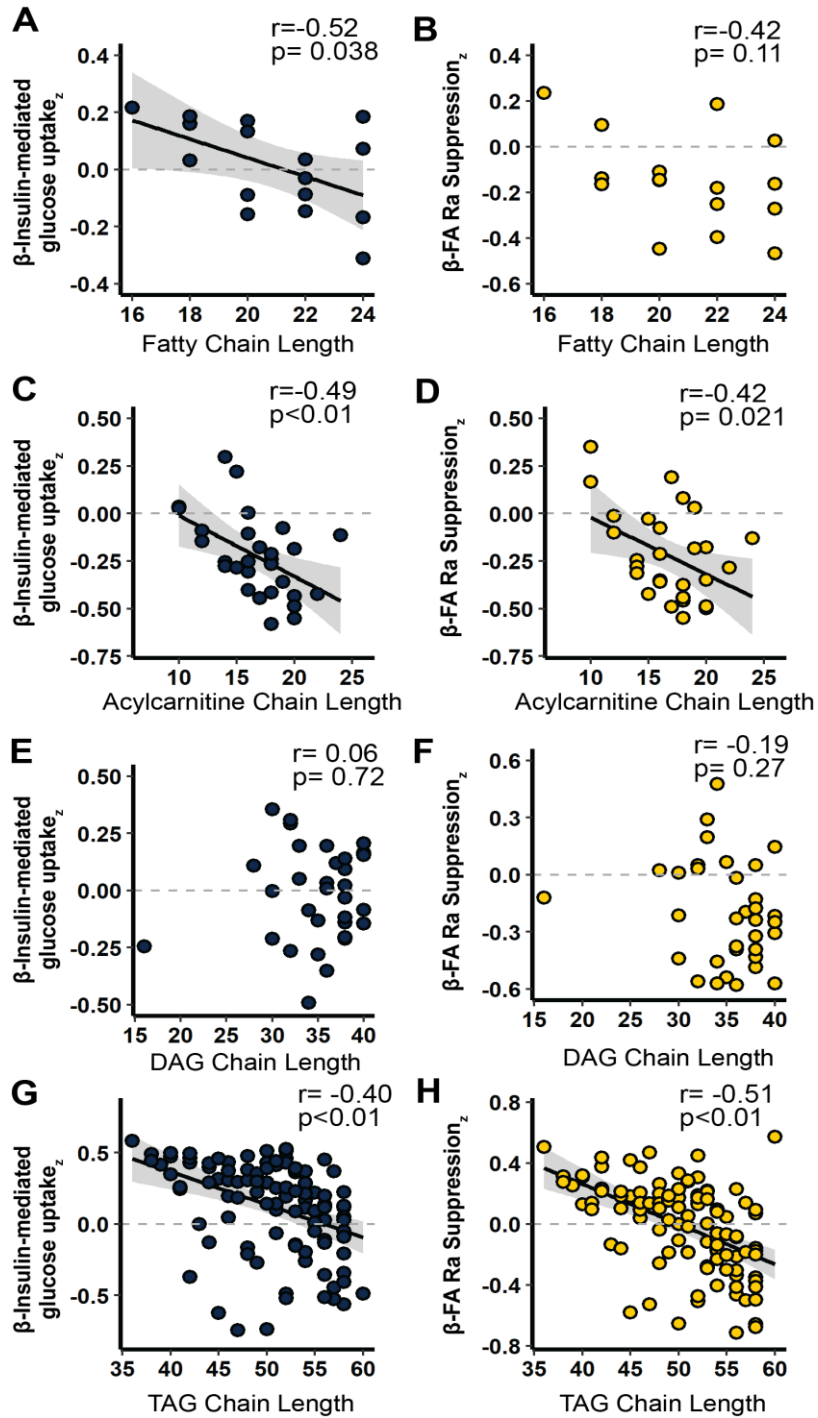 A
r=-0.52
p= 0.038
β-Insulin-mediated
glucose uptakez
0.4
0.2
0.0
-0.2
-0.4
16 18 20 22 24
Fatty Chain Length
B
r=-0.42
p= 0.11
β-FA Ra Suppressionz
0.2
0.0
-0.2
-0.4
-0.6
16 18 20 22 24
Fatty Chain Length
C
r=-0.49
p<0.01
β-Insulin-mediated
glucose uptakez
0.50
0.25
0.00
-0.25
-0.50
-0.75
10 15 20 25
Acylcarnitine Chain Length
D
r=-0.42
p= 0.021
β-FA Ra Suppressionz
0.50
0.25
0.00
-0.25
-0.50
-0.75
10 15 20 25
Acylcarnitine Chain Length
E
r= 0.06
p= 0.72
β-Insulin-mediated
glucose uptakez
0.50
0.25
0.00
-0.25
-0.50
15 20 25 30 35 40
DAG Chain Length
F
r= -0.19
p= 0.27
β-FA Ra Suppressionz
0.6
0.3
0.0
-0.3
-0.6
15 20 25 30 35 40
DAG Chain Length
G
r= -0.40
p<0.01
β-Insulin-mediated
glucose uptakez
0.5
0.0
-0.5
35 40 45 50 55 60
TAG Chain Length
H
r= -0.51
p<0.01
β-FA Ra Suppressionz
0.8
0.4
0.0
-0.4
-0.8
35 40 45 50 55 60
TAG Chain Length